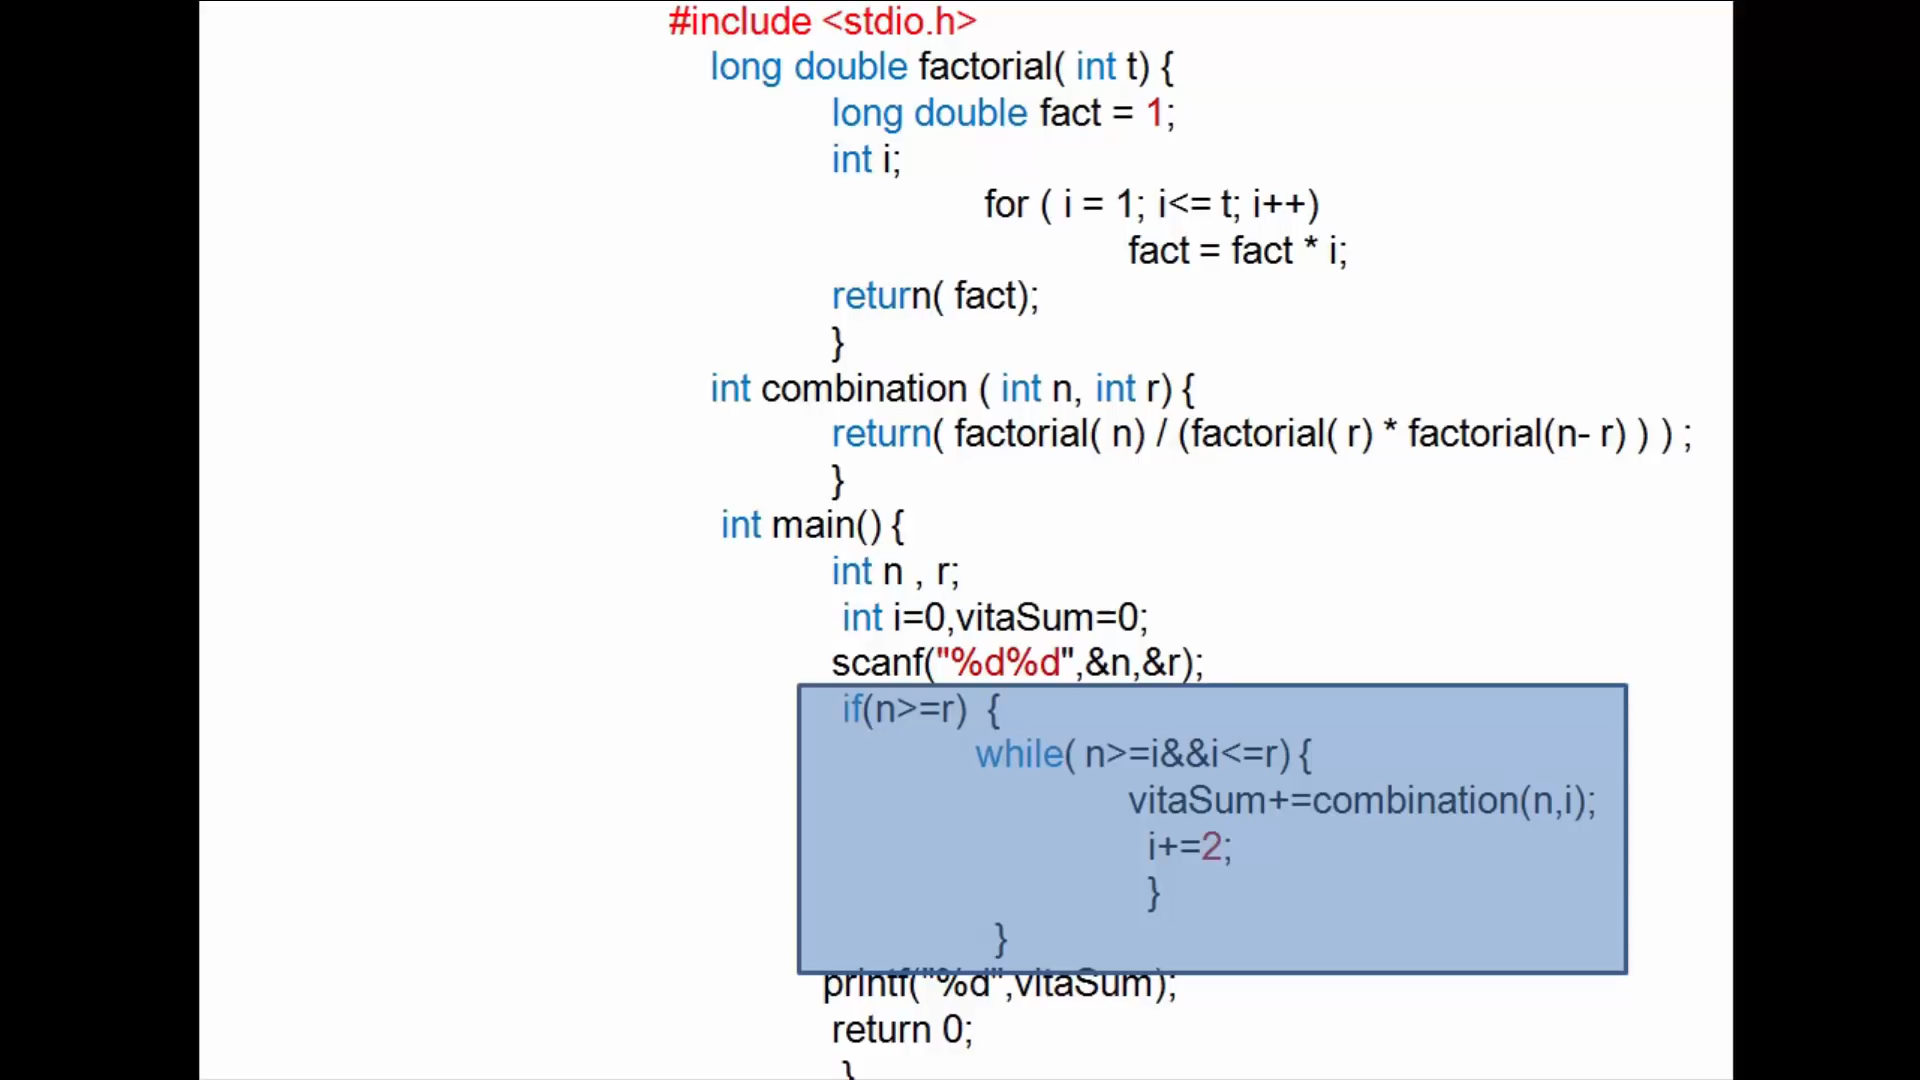 #include <stdio.h>
long double factorial( int t) {
long double fact = 1;
int i;
for ( i = 1; i<= t; i++)
fact = fact * i;
return( fact);
}
int combination ( int n, int r) {
return( factorial( n) / (factorial( r) * factorial(n- r) ) ) ;
}
int main() {
int n , r;
int i=0,vitaSum=0;
scanf("%d%d",&n,&r);
if(n>=r) {
while( n>=i&&i<=r) {
vitaSum+=combination(n,i);
i+=2;
}
}
printf("%d",vitaSum);
return 0;
}